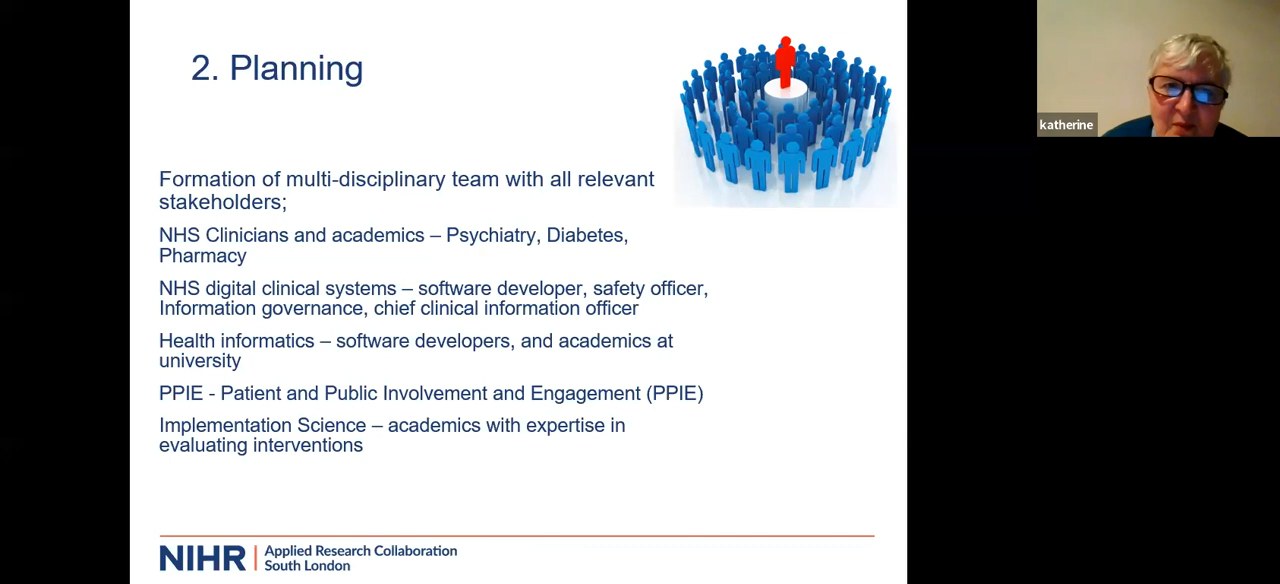 2. Planning
Formation of multi-disciplinary team with all relevant
stakeholders;
NHS Clinicians and academics – Psychiatry, Diabetes,
Pharmacy
NHS digital clinical systems – software developer, safety officer,
Information governance, chief clinical information officer
Health informatics – software developers, and academics at
university
PPIE - Patient and Public Involvement and Engagement (PPIE)
Implementation Science – academics with expertise in
evaluating interventions
NIHR
Applied Research Collaboration
South London
katherine